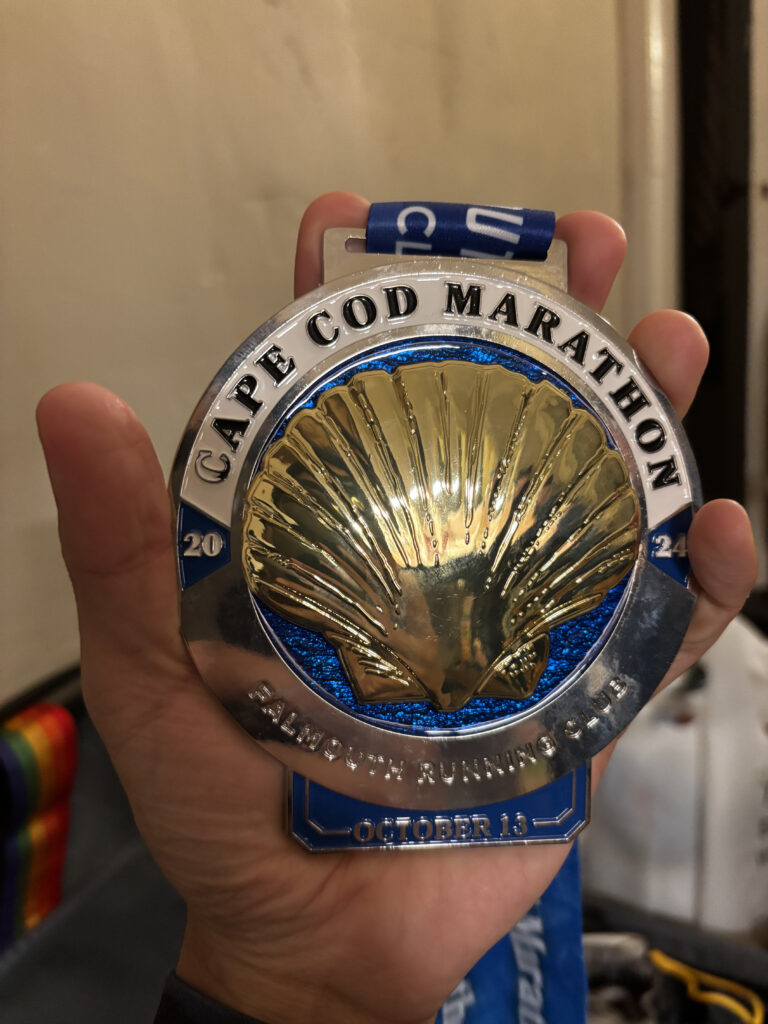 CAPE COD MARATHON
20 24
FALMOUTH RUNNING CLUB
OCTOBER 13